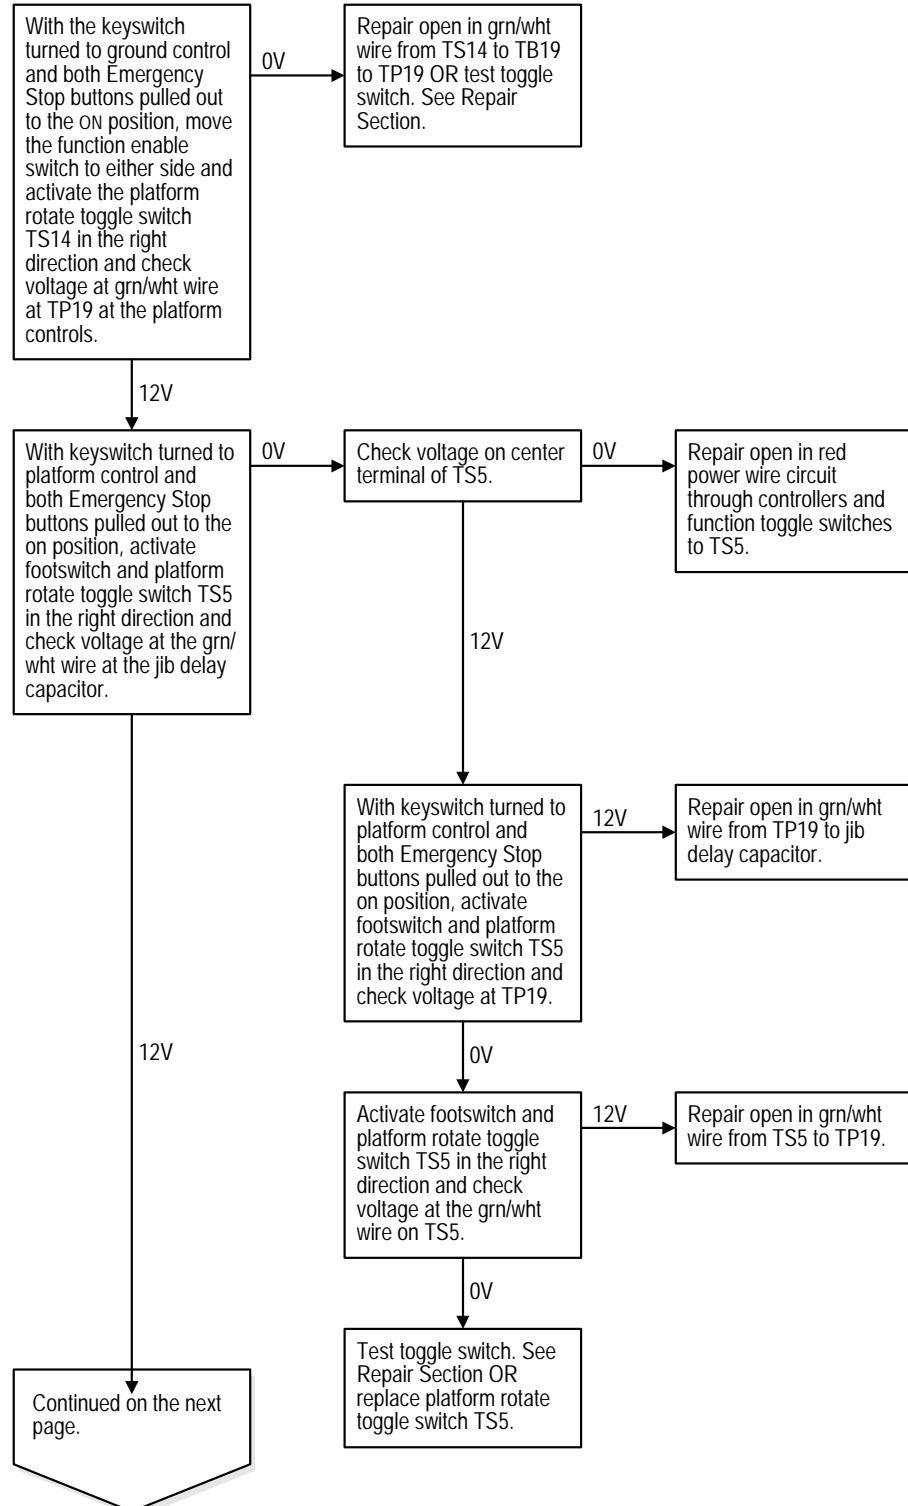 With the keyswitch
turned to ground control
and both Emergency
Stop buttons pulled out
to the ON position, move
the function enable
switch to either side and
activate the platform
rotate toggle switch
TS14 in the right
direction and check
voltage at grn/wht wire
at TP19 at the platform
controls.
0V
Repair open in grn/wht
wire from TS14 to TB19
to TP19 OR test toggle
switch. See Repair
Section.
12V
With keyswitch turned to
platform control and
both Emergency Stop
buttons pulled out to the
on position, activate
footswitch and platform
rotate toggle switch TS5
in the right direction and
check voltage at the grn/
wht wire at the jib delay
capacitor.
0V
Check voltage on center
terminal of TS5.
0V
Repair open in red
power wire circuit
through controllers and
function toggle switches
to TS5.
12V
With keyswitch turned to
platform control and
both Emergency Stop
buttons pulled out to the
on position, activate
footswitch and platform
rotate toggle switch TS5
in the right direction and
check voltage at TP19.
12V
Repair open in grn/wht
wire from TP19 to jib
delay capacitor.
12V
0V
Activate footswitch and
platform rotate toggle
switch TS5 in the right
direction and check
voltage at the grn/wht
wire on TS5.
12V
Repair open in grn/wht
wire from TS5 to TP19.
0V
Test toggle switch. See
Repair Section OR
replace platform rotate
toggle switch TS5.
Continued on the next
page.